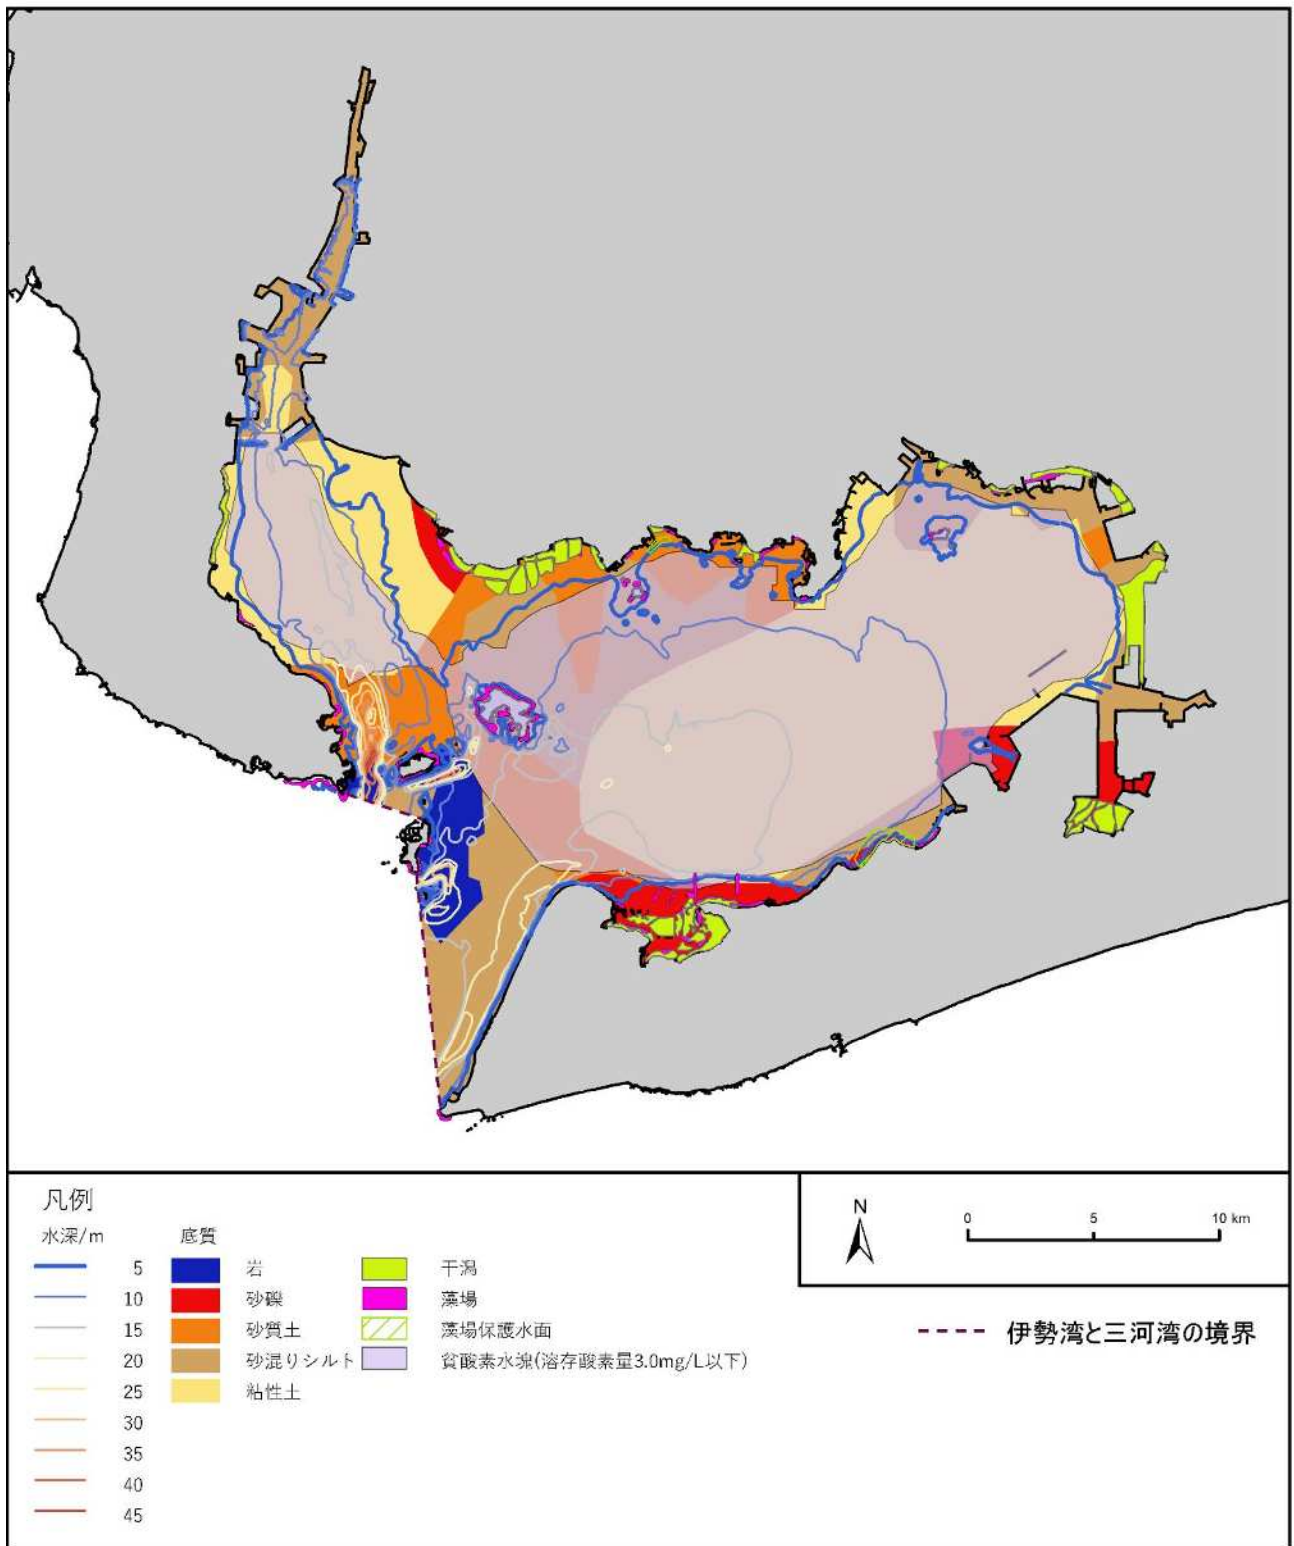 凡例
水深/m 底質
5 岩 干潟
10 砂礫 藻場
15 砂質土 藻場保護水面
20 砂混りシルト 貧酸素水塊(溶存酸素量3.0mg/L以下)
25 粘性土
30
35
40
45
N
0 5 10 km
伊勢湾と三河湾の境界